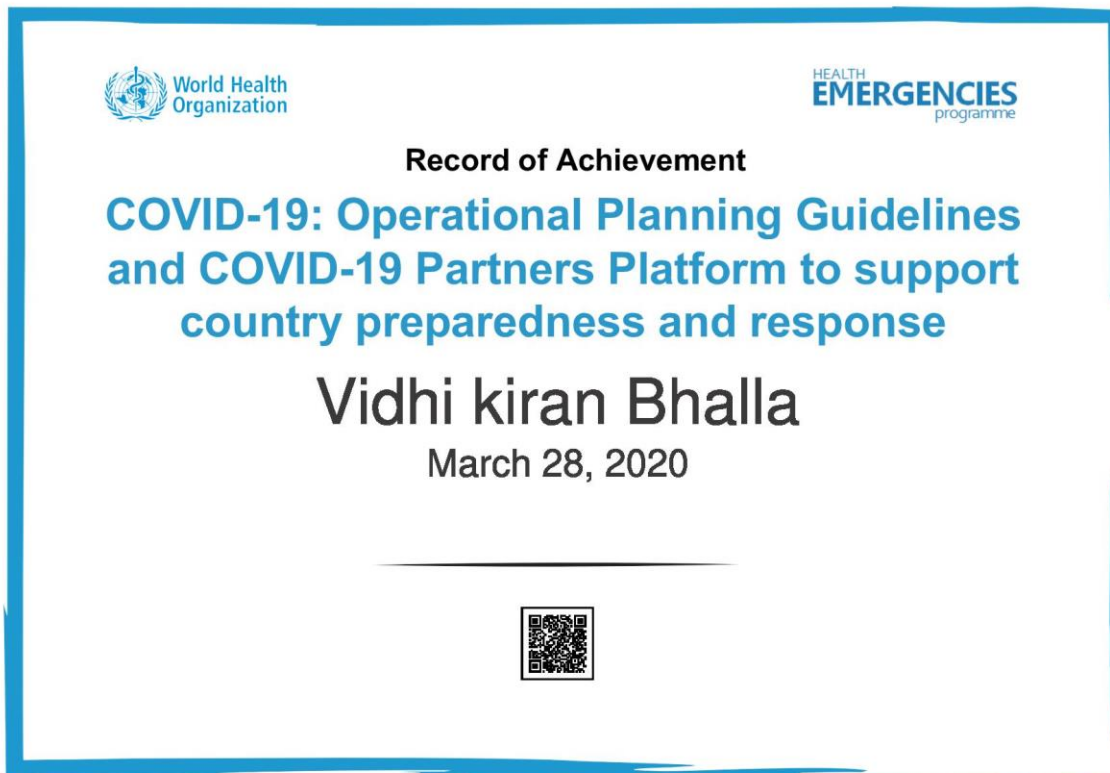 World Health
Organization
HEALTH
EMERGENCIES
programme
Record of Achievement
COVID-19: Operational Planning Guidelines
and COVID-19 Partners Platform to support
country preparedness and response
Vidhi kiran Bhalla
March 28, 2020